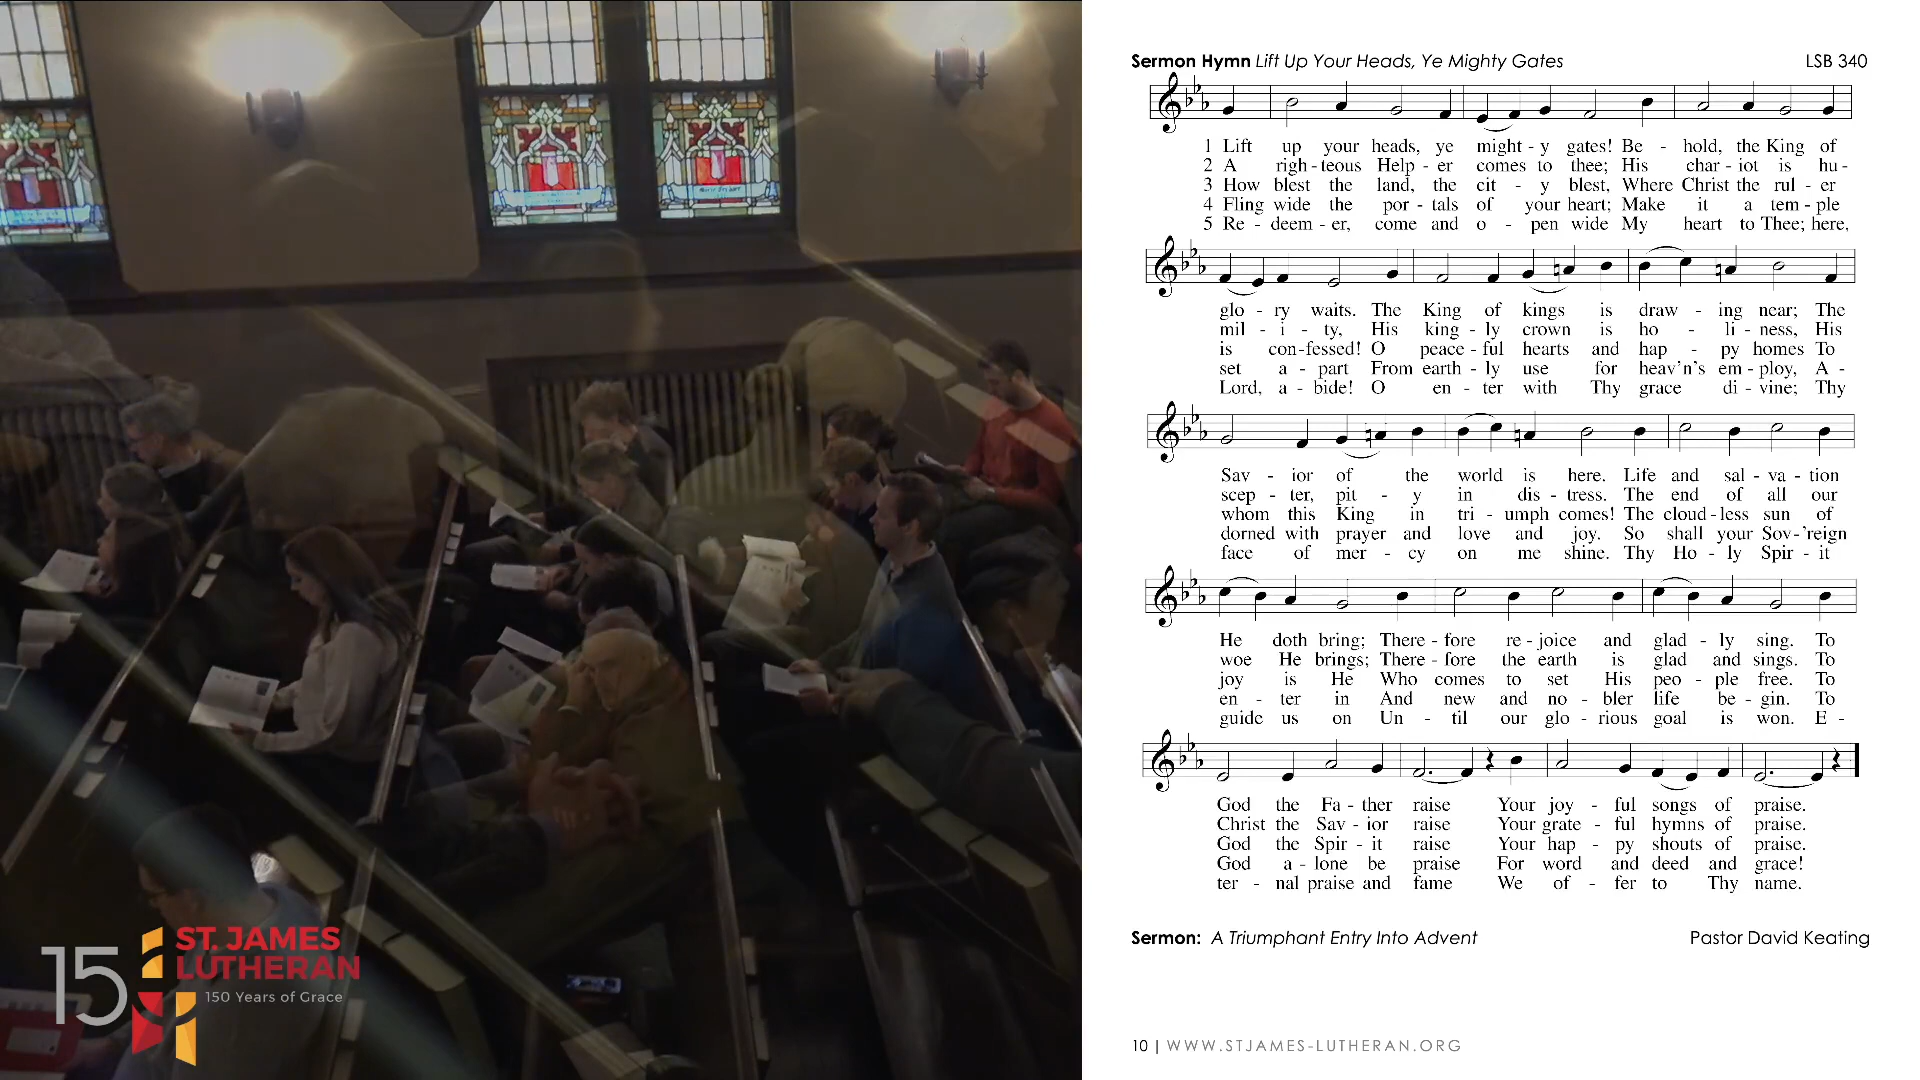 Sermon Hymn Lift Up Your Heads, Ye Mighty Gates LSB 340
1 Lift up your heads, ye might - y gates! Be - hold, the King of
2 A righ - teous Help - er comes to thee; His char - iot is hu -
3 How blest the land, the cit - y blest, Where Christ the rul - er
4 Fling wide the por - tals of your heart; Make it a tem - ple
5 Re - deem - er, come and o - pen wide My heart to Thee; here,
glo - ry waits. The King of kings is draw - ing near; The
mil - i - ty, His king - ly crown is ho - li - ness, His
is con - fessed! O peace - ful hearts and hap - py homes To
set a - part From earth - ly use for heav'n's em - ploy, A -
Lord, a - bide! O en - ter with Thy grace di - vine; Thy
Sav - ior of the world is here. Life and sal - va - tion
scep - ter, pit - y in dis - tress. The end of all our
whom this King in tri - umph comes! The cloud - less sun of
dorned with prayer and love and joy. So shall your Sov - 'reign
face of mer - cy on me shine. Thy Ho - ly Spir - it
He doth bring; There - fore re - joice and glad - ly sing. To
woe He brings; There - fore the earth is glad and sings. To
joy is He Who comes to set His peo - ple free. To
en - ter in And new and no - bler life be - gin. To
guide us on Un - til our glo - rious goal is won. E -
God the Fa - ther raise Your joy - ful songs of praise.
Christ the Sav - ior raise Your grate - ful hymns of praise.
God the Spir - it raise Your hap - py shouts of praise.
God a - lone be praise For word and deed and grace!
ter - nal praise and fame We of - fer to Thy name.
Sermon: A Triumphant Entry Into Advent Pastor David Keating
10 | WWW.STJAMES-LUTHERAN.ORG
15
ST. JAMES
LUTHERAN
150 Years of Grace